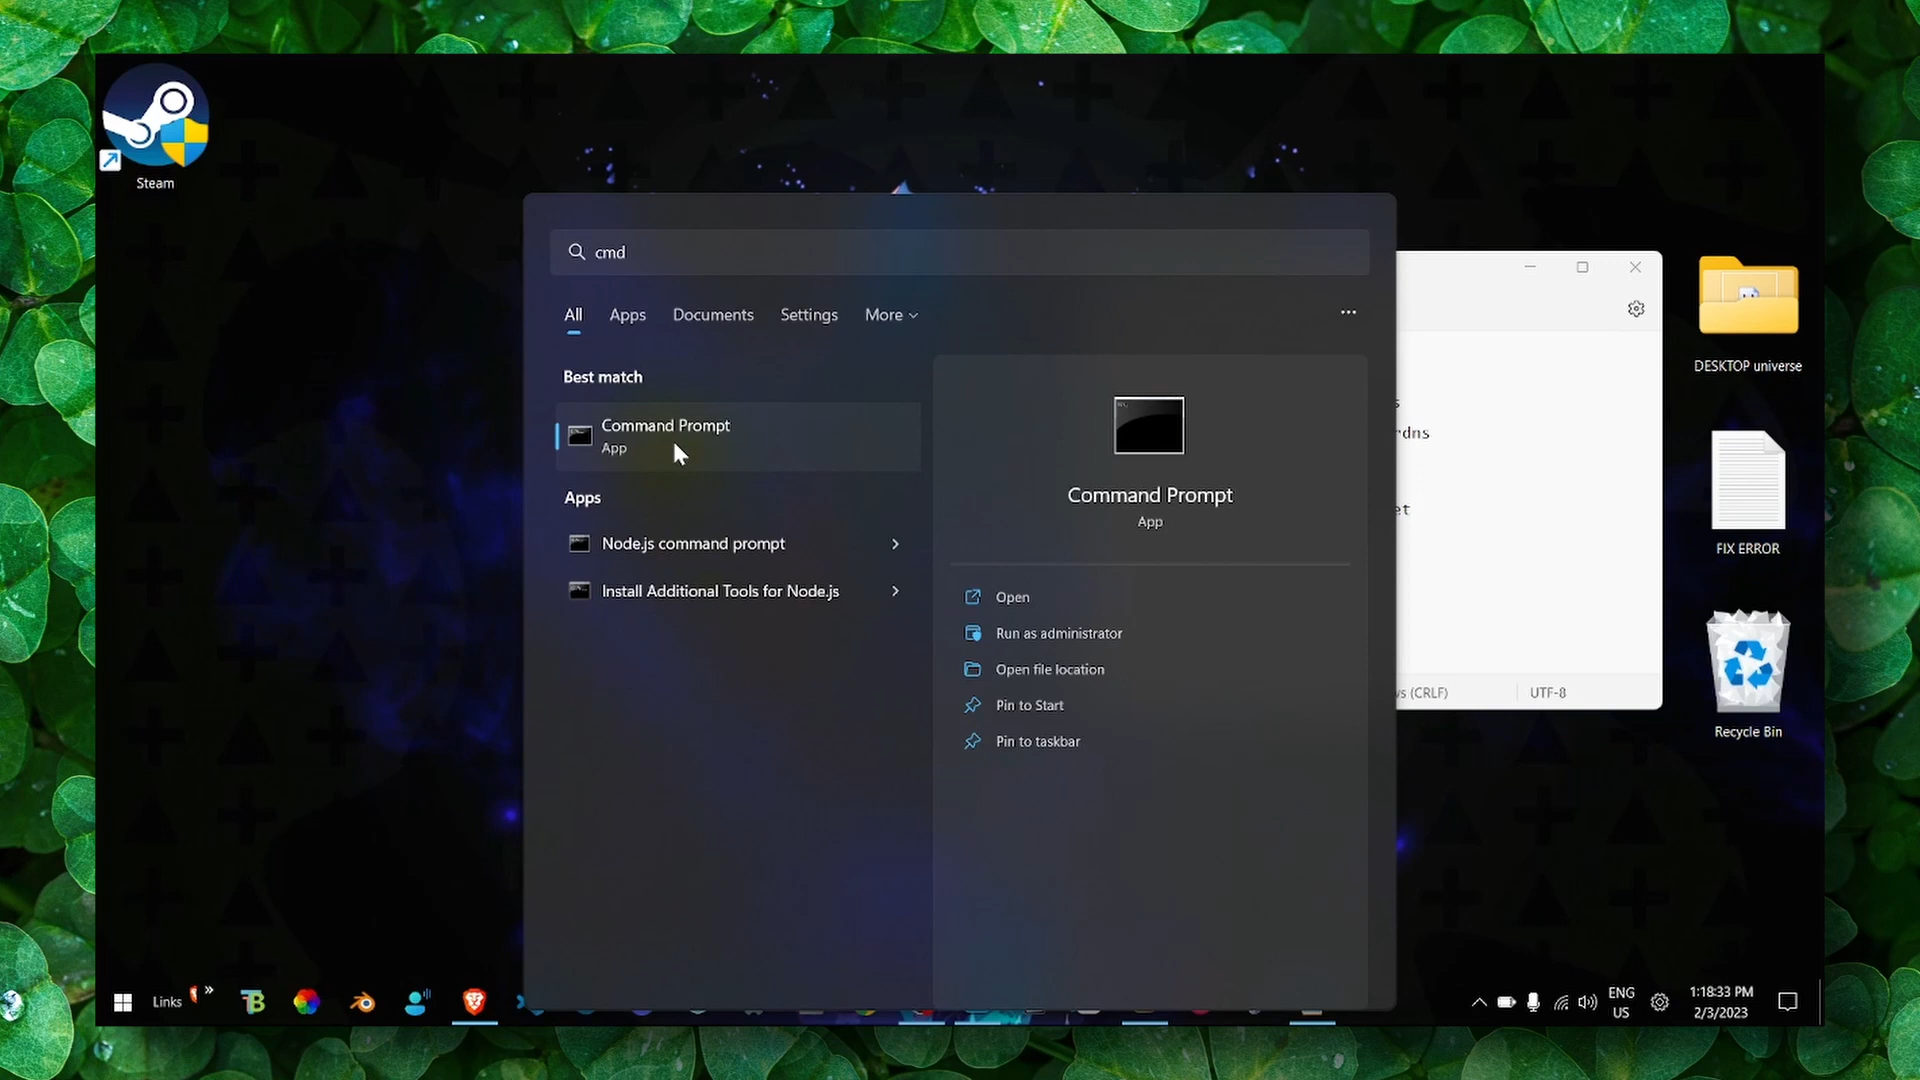 Steam
cmd
All Apps Documents Settings More
Best match
Command Prompt
App
Apps
Node.js command prompt
Install Additional Tools for Node.js
Command Prompt
App
Open
Run as administrator
Open file location
Pin to Start
Pin to taskbar
s
rdns
et
ws (CRLF) UTF-8
DESKTOP universe
FIX ERROR
Recycle Bin
Links
ENG
US
1:18:33 PM
2/3/2023